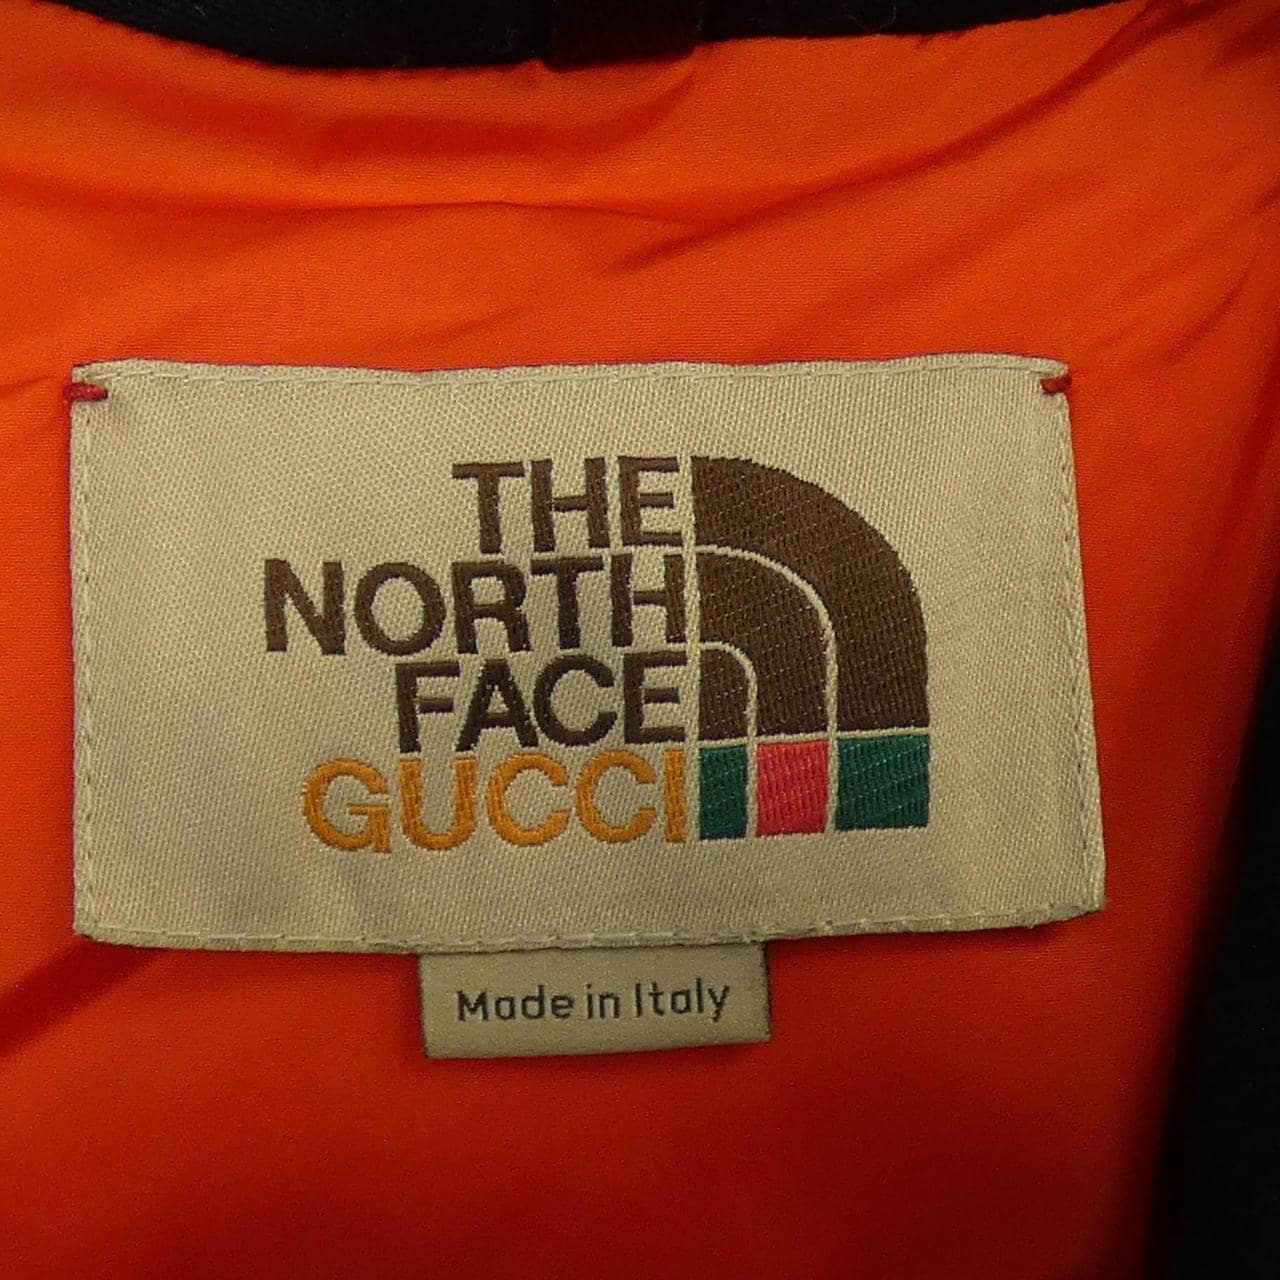 THE
NORTH
FACE
GUCCI
Made in Italy